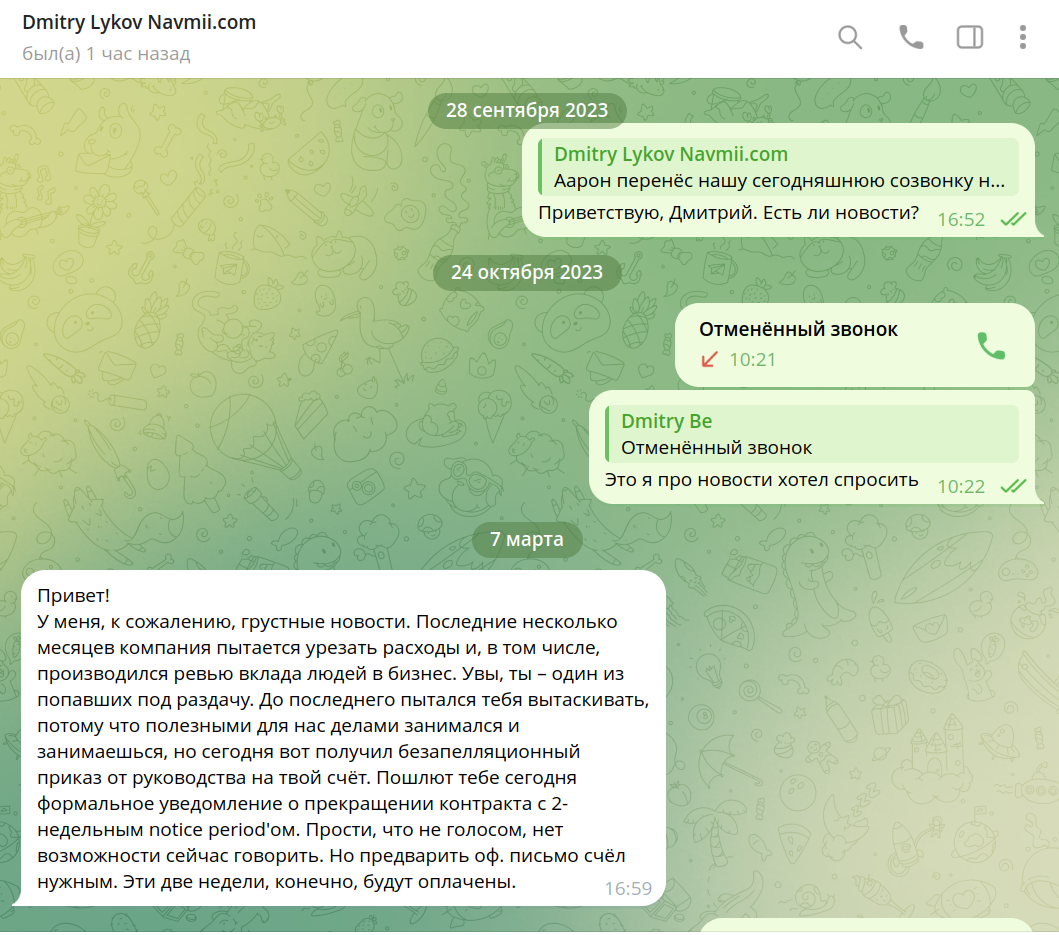 Dmitry Lykov Navmii.com
был(а) 1 час назад
28 сентября 2023
Dmitry Lykov Navmii.com
Аарон перенёс нашу сегодняшнюю созвонку н...
Приветствую, Дмитрий. Есть ли новости? 16:52
24 октября 2023
Отменённый звонок
10:21
Dmitry Be
Отменённый звонок
Это я про новости хотел спросить 10:22
7 марта
Привет!
У меня, к сожалению, грустные новости. Последние несколько
месяцев компания пытается урезать расходы и, в том числе,
производился ревью вклада людей в бизнес. Увы, ты – один из
попавших под раздачу. До последнего пытался тебя вытаскивать,
потому что полезными для нас делами занимался и
занимаешься, но сегодня вот получил безапелляционный
приказ от руководства на твой счёт. Пошлют тебе сегодня
формальное уведомление о прекращении контракта с 2-
недельным notice period'ом. Прости, что не голосом, нет
возможности сейчас говорить. Но предварить оф. письмо счёл
нужным. Эти две недели, конечно, будут оплачены. 16:59